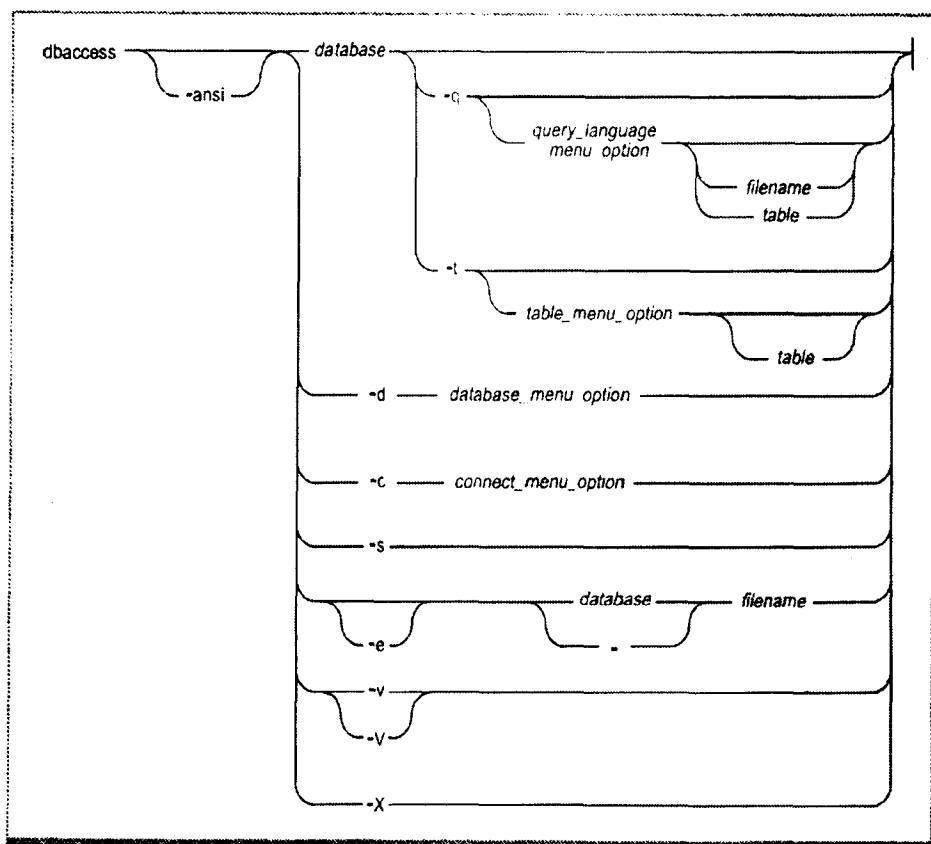 dbaccess
-ansi
database
-q
query_language
menu option
filename
table
-t
table_menu_option
table
-d database_menu option
-c connect_menu_option
-s
-e
database
-
filename
-v
-V
-X